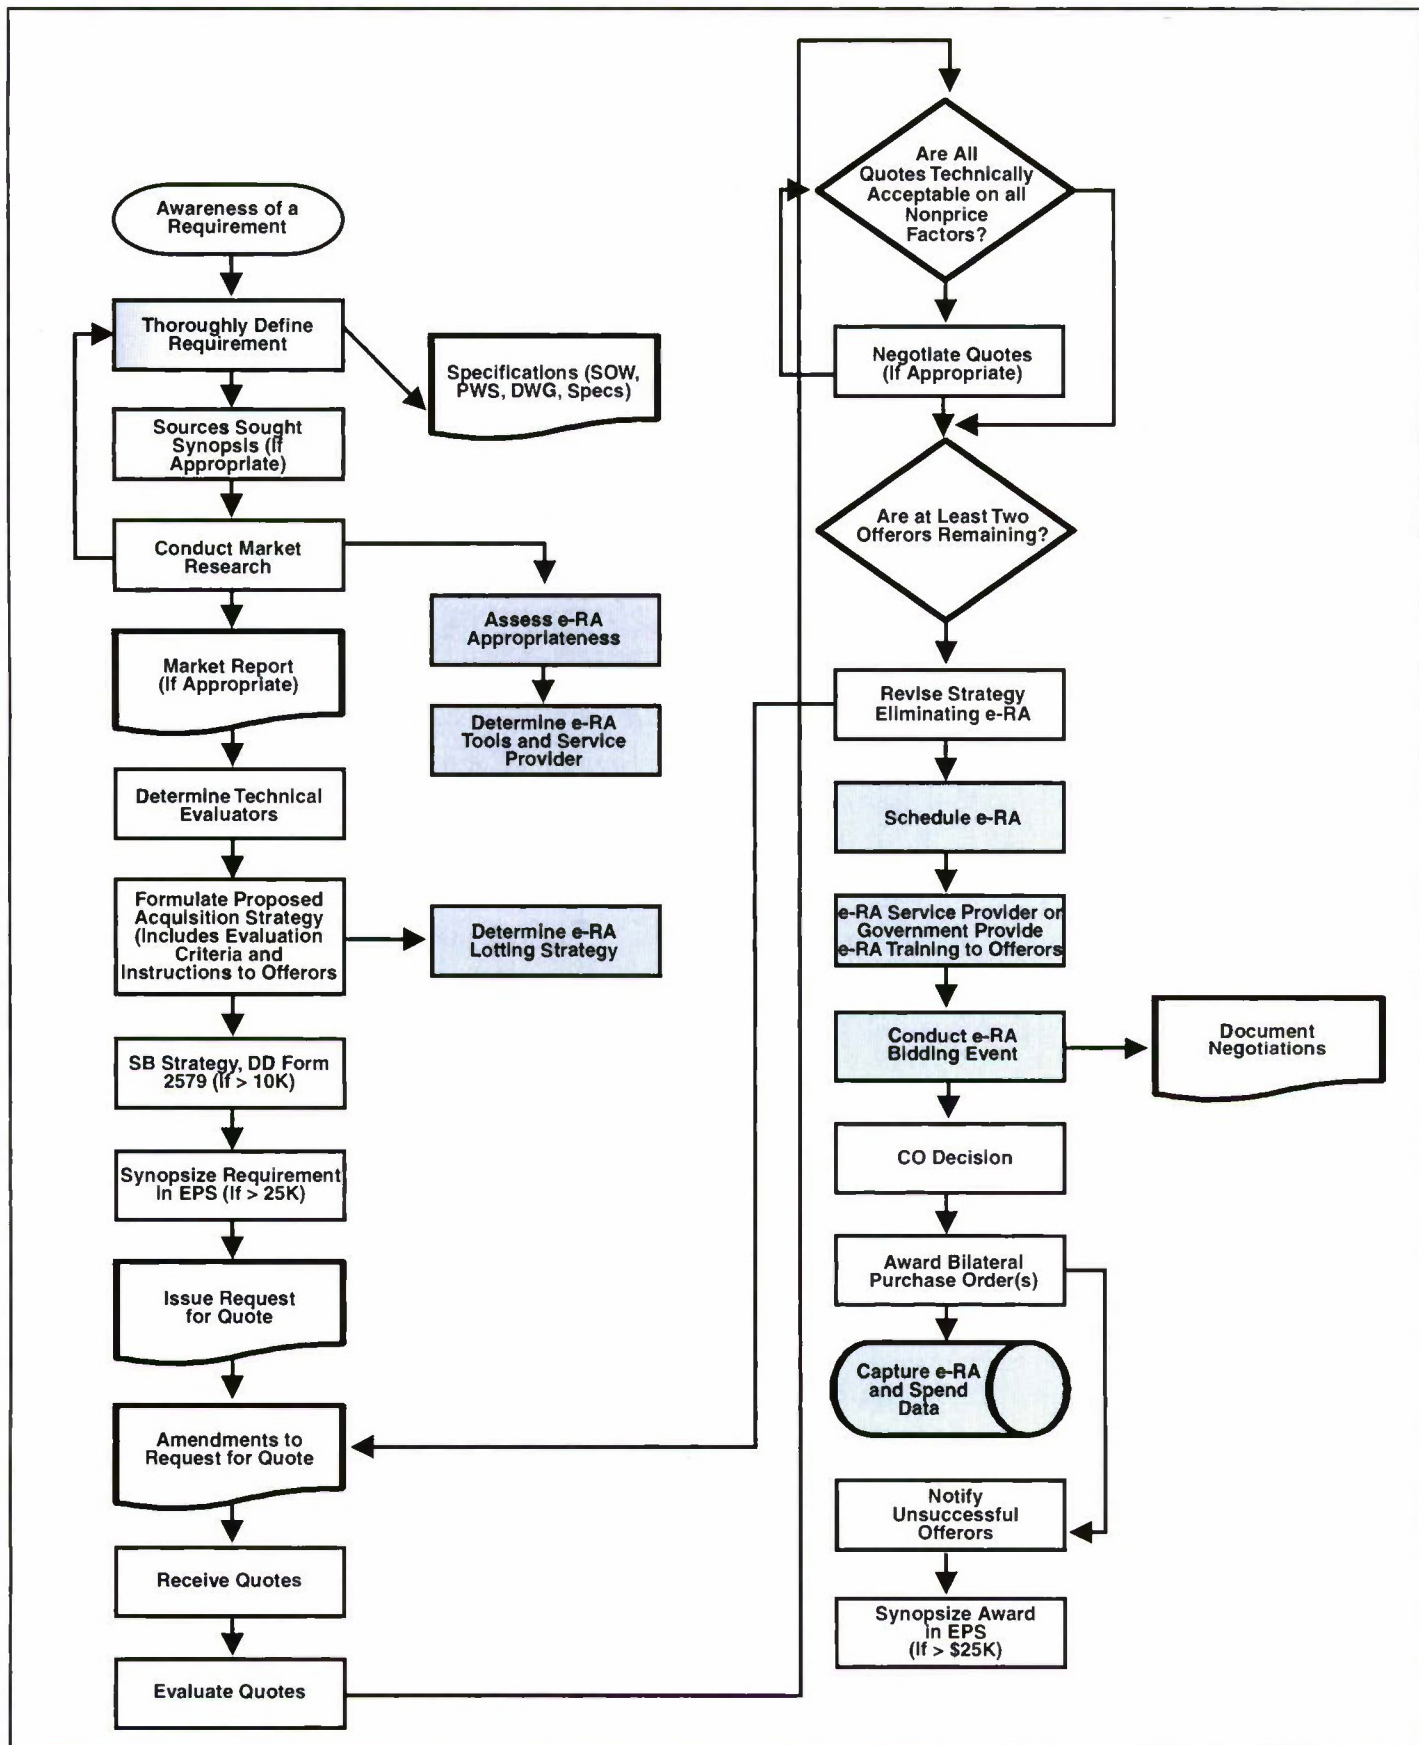 Awareness of a
Requirement
Thoroughly Define
Requirement
Specifications (SOW,
PWS, DWG, Specs)
Sources Sought
Synopsis (If
Appropriate)
Conduct Market
Research
Assess e-RA
Appropriateness
Market Report
(If Appropriate)
Determine e-RA
Tools and Service
Provider
Determine Technical
Evaluators
Formulate Proposed
Acquisition Strategy
(Includes Evaluation
Criteria and
Instructions to Offerors
Determine e-RA
Lotting Strategy
SB Strategy, DD Form
2579 (If > 10K)
Synopsize Requirement
in EPS (If > 25K)
Issue Request
for Quote
Amendments to
Request for Quote
Receive Quotes
Evaluate Quotes
Are All
Quotes Technically
Acceptable on all
Nonprice
Factors?
Negotiate Quotes
(If Appropriate)
Are at Least Two
Offerors Remaining?
Revise Strategy
Eliminating e-RA
Schedule e-RA
e-RA Service Provider or
Government Provide
e-RA Training to Offerors
Conduct e-RA
Bidding Event
Document
Negotiations
CO Decision
Award Bilateral
Purchase Order(s)
Capture e-RA
and Spend
Data
Notify
Unsuccessful
Offerors
Synopsize Award
in EPS
(If > $25K)